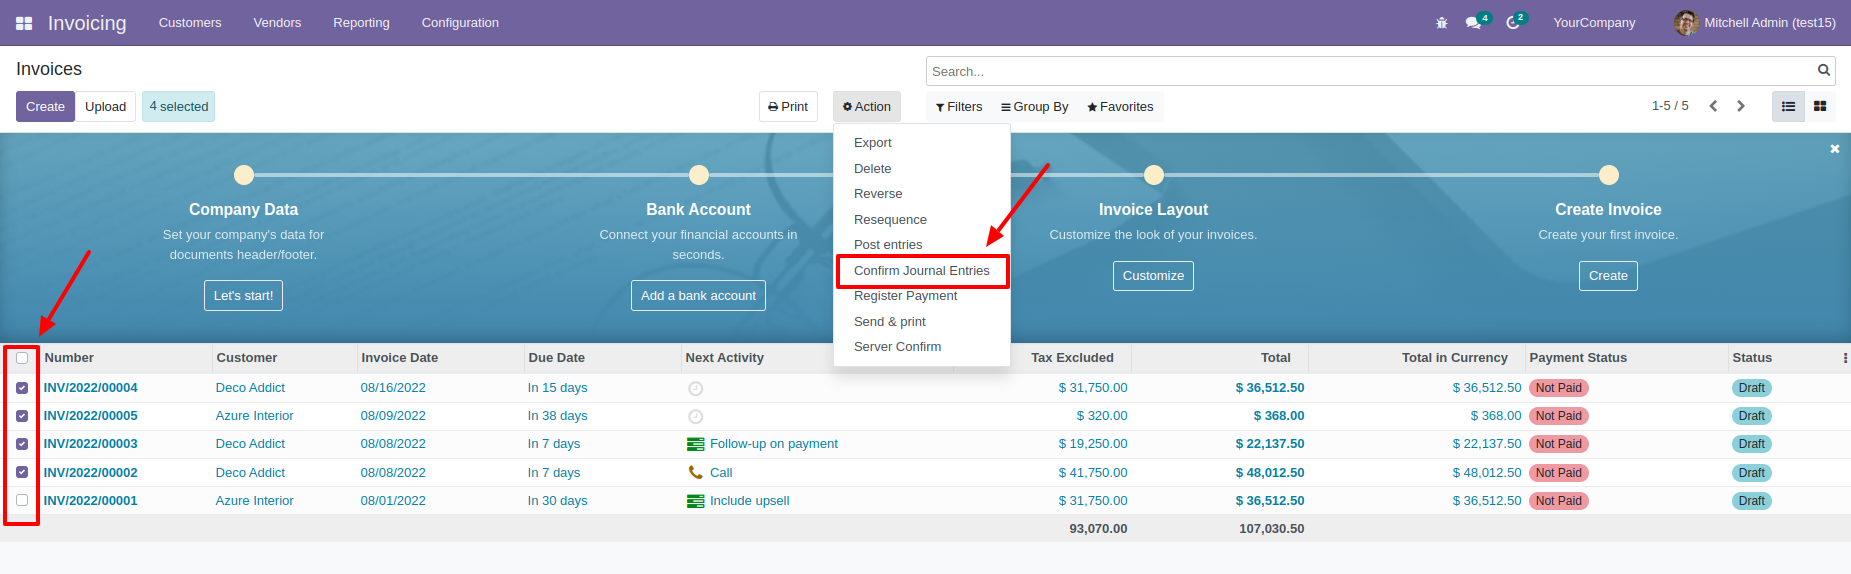 Invoicing Customers Vendors Reporting Configuration 4 2 YourCompany Mitchell Admin (test15)
Invoices
Search...
Create Upload 4 selected Print Action Filters Group By Favorites 1-5 / 5
Export
Delete
Reverse
Resequence
Post entries
Confirm Journal Entries
Register Payment
Send & print
Server Confirm
Company Data
Set your company's data for
documents header/footer.
Let's start!
Bank Account
Connect your financial accounts in
seconds.
Add a bank account
Invoice Layout
Customize the look of your invoices.
Customize
Create Invoice
Create your first invoice.
Create
Number Customer Invoice Date Due Date Next Activity Tax Excluded Total Total in Currency Payment Status Status
INV/2022/00004 Deco Addict 08/16/2022 In 15 days $ 31,750.00 $ 36,512.50 $ 36,512.50 Not Paid Draft
INV/2022/00005 Azure Interior 08/09/2022 In 38 days $ 320.00 $ 368.00 $ 368.00 Not Paid Draft
INV/2022/00003 Deco Addict 08/08/2022 In 7 days Follow-up on payment $ 19,250.00 $ 22,137.50 $ 22,137.50 Not Paid Draft
INV/2022/00002 Deco Addict 08/08/2022 In 7 days Call $ 41,750.00 $ 48,012.50 $ 48,012.50 Not Paid Draft
INV/2022/00001 Azure Interior 08/01/2022 In 30 days Include upsell $ 31,750.00 $ 36,512.50 $ 36,512.50 Not Paid Draft
93,070.00 107,030.50